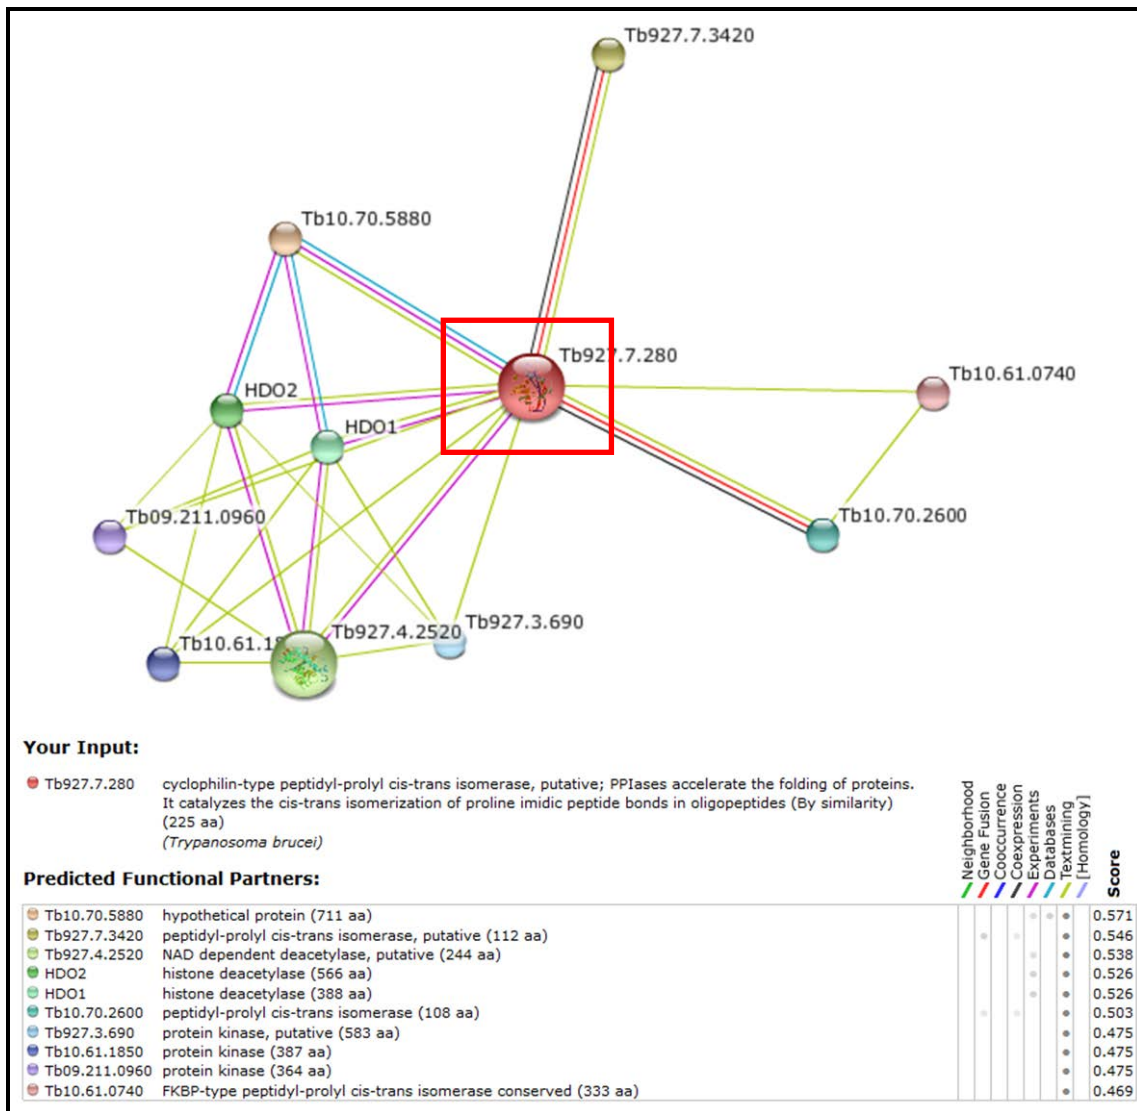 Tb927.7.3420
Tb10.70.5880
Tb927.7.280
Tb10.61.0740
HDO2
HDO1
Tb09.211.0960
Tb10.70.2600
Tb927.3.690
Tb927.4.2520
Tb10.61.18
Your Input:
Tb927.7.280 cyclophilin-type peptidyl-prolyl cis-trans isomerase, putative; PPIases accelerate the folding of proteins.
It catalyzes the cis-trans isomerization of proline imidic peptide bonds in oligopeptides (By similarity)
(225 aa)
(Trypanosoma brucei)
Neighborhood
Gene Fusion
Cooccurrence
Coexpression
Experiments
Databases
Textmining
[Homology]
Score
Predicted Functional Partners:
Tb10.70.5880 hypothetical protein (711 aa) 0.571
Tb927.7.3420 peptidyl-prolyl cis-trans isomerase, putative (112 aa) 0.546
Tb927.4.2520 NAD dependent deacetylase, putative (244 aa) 0.538
HDO2 histone deacetylase (566 aa) 0.526
HDO1 histone deacetylase (388 aa) 0.526
Tb10.70.2600 peptidyl-prolyl cis-trans isomerase (108 aa) 0.503
Tb927.3.690 protein kinase, putative (583 aa) 0.475
Tb10.61.1850 protein kinase (387 aa) 0.475
Tb09.211.0960 protein kinase (364 aa) 0.475
Tb10.61.0740 FKBP-type peptidyl-prolyl cis-trans isomerase conserved (333 aa) 0.469